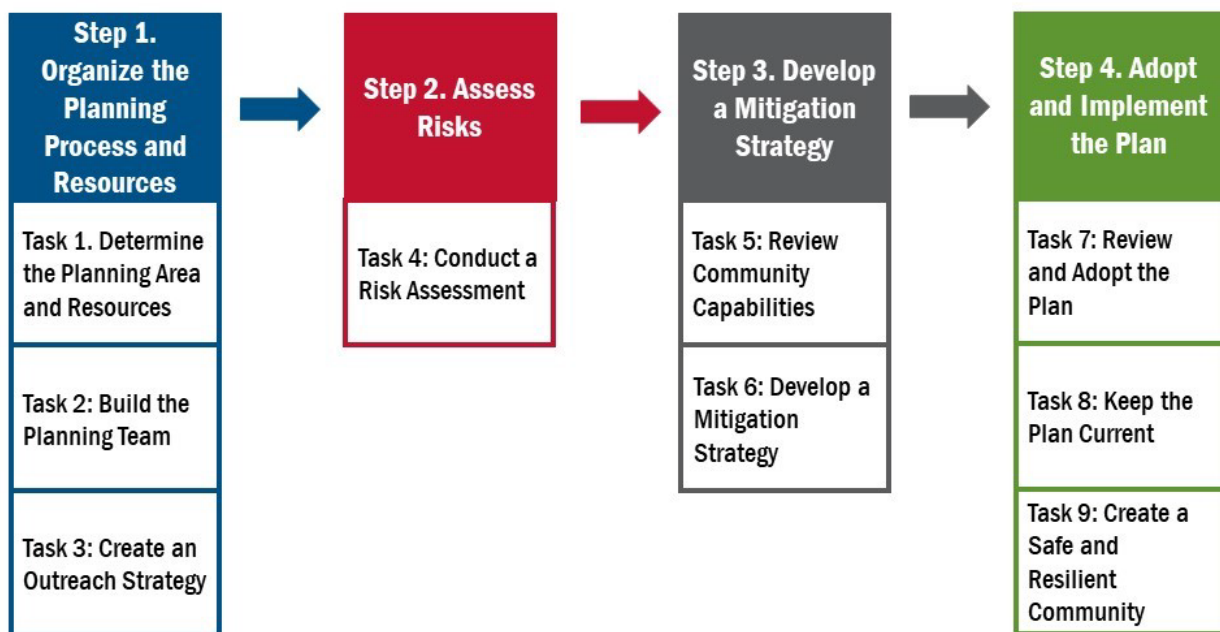 Step 1.
Organize the
Planning
Process and
Resources
Task 1. Determine
the Planning Area
and Resources
Task 2: Build the
Planning Team
Task 3: Create an
Outreach Strategy
Step 2. Assess
Risks
Task 4: Conduct a
Risk Assessment
Step 3. Develop
a Mitigation
Strategy
Task 5: Review
Community
Capabilities
Task 6: Develop a
Mitigation
Strategy
Step 4. Adopt
and Implement
the Plan
Task 7: Review
and Adopt the
Plan
Task 8: Keep the
Plan Current
Task 9: Create a
Safe and
Resilient
Community